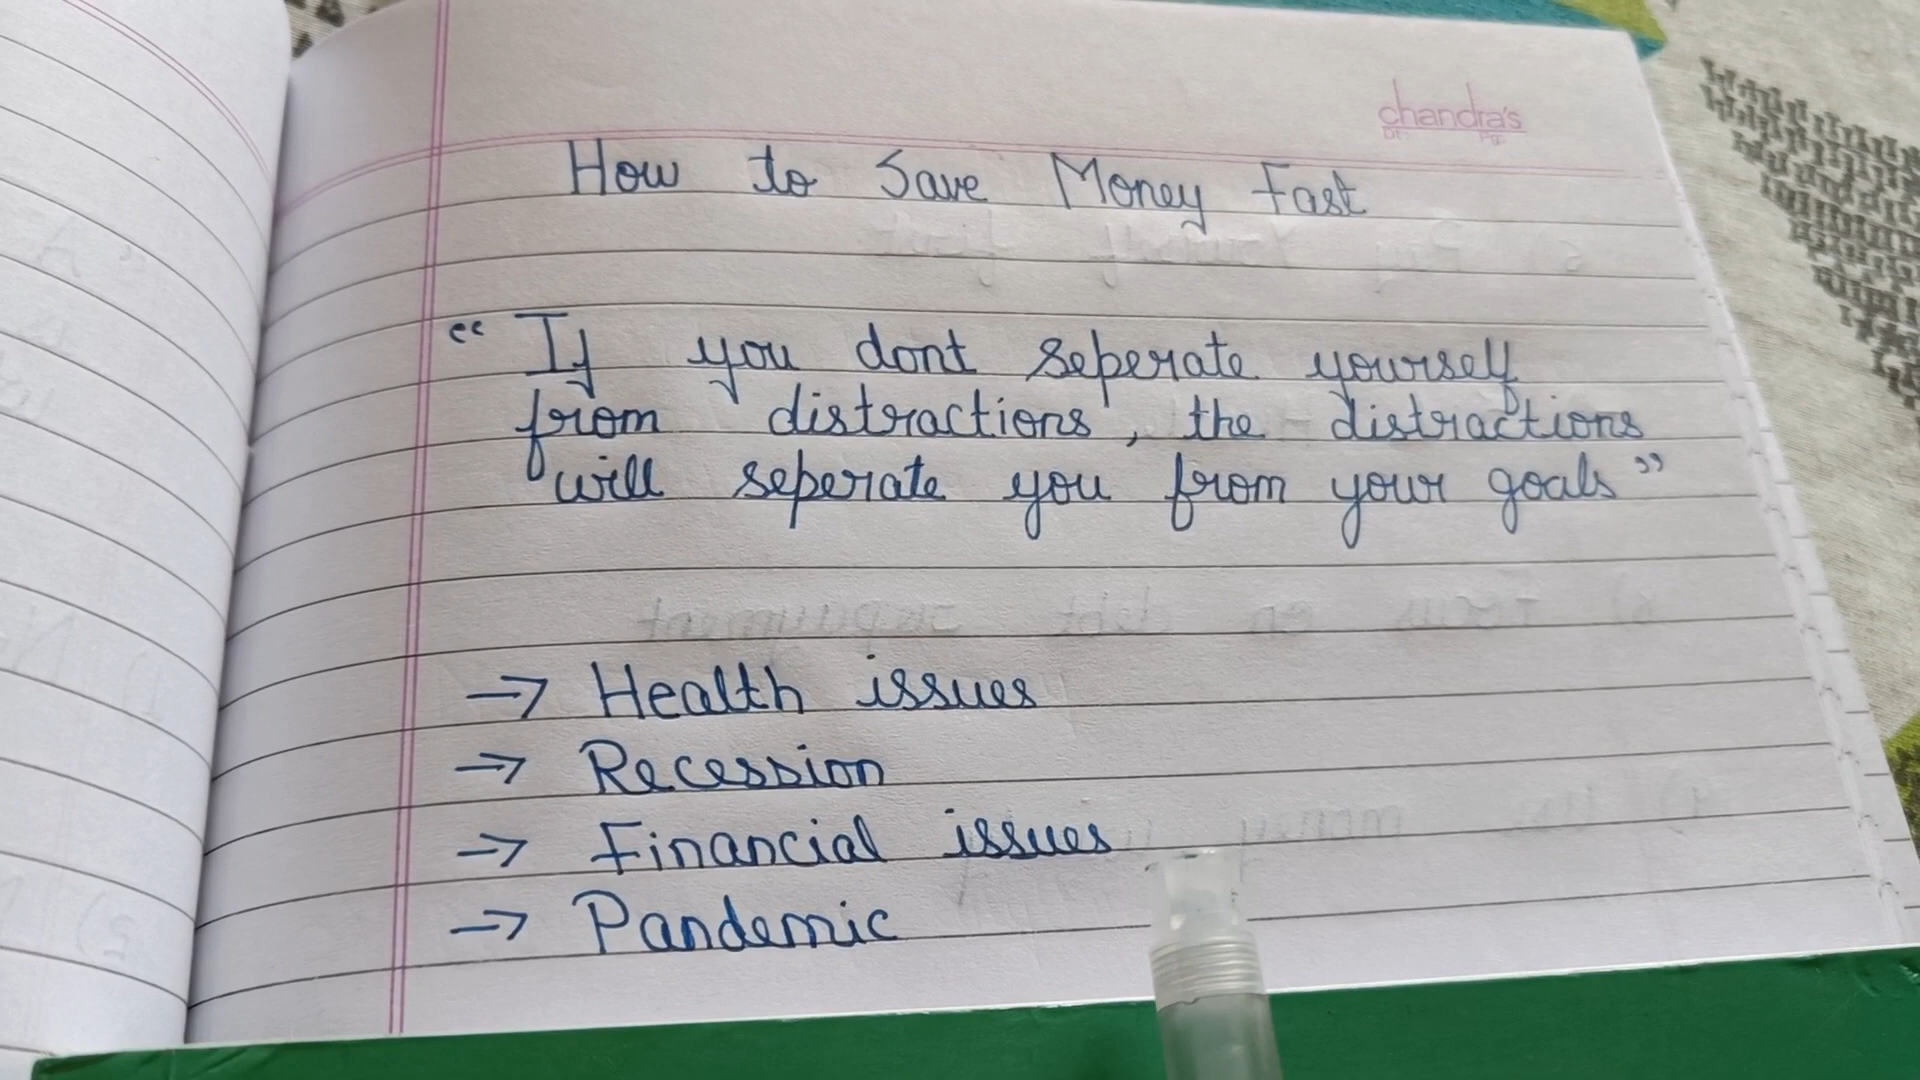 chandra's
How to Save Money Fast
“ If you dont seperate yourself
from distractions, the distractions
will seperate you from your goals ”
→ Health issues
→ Recession
→ Financial issues
→ Pandemic